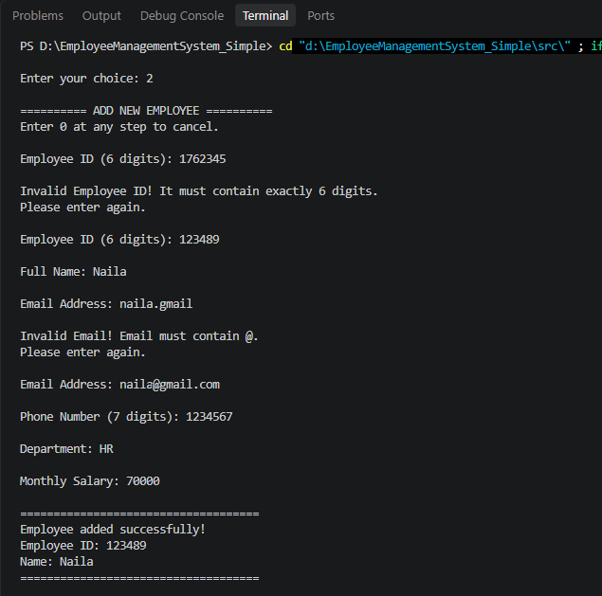 Problems Output Debug Console Terminal Ports
PS D:\EmployeeManagementSystem_Simple> cd "d:\EmployeeManagementSystem_Simple\src\" ; if
Enter your choice: 2
========== ADD NEW EMPLOYEE ==========
Enter 0 at any step to cancel.
Employee ID (6 digits): 1762345
Invalid Employee ID! It must contain exactly 6 digits.
Please enter again.
Employee ID (6 digits): 123489
Full Name: Naila
Email Address: naila.gmail
Invalid Email! Email must contain @.
Please enter again.
Email Address: naila@gmail.com
Phone Number (7 digits): 1234567
Department: HR
Monthly Salary: 70000
====================================
Employee added successfully!
Employee ID: 123489
Name: Naila
====================================